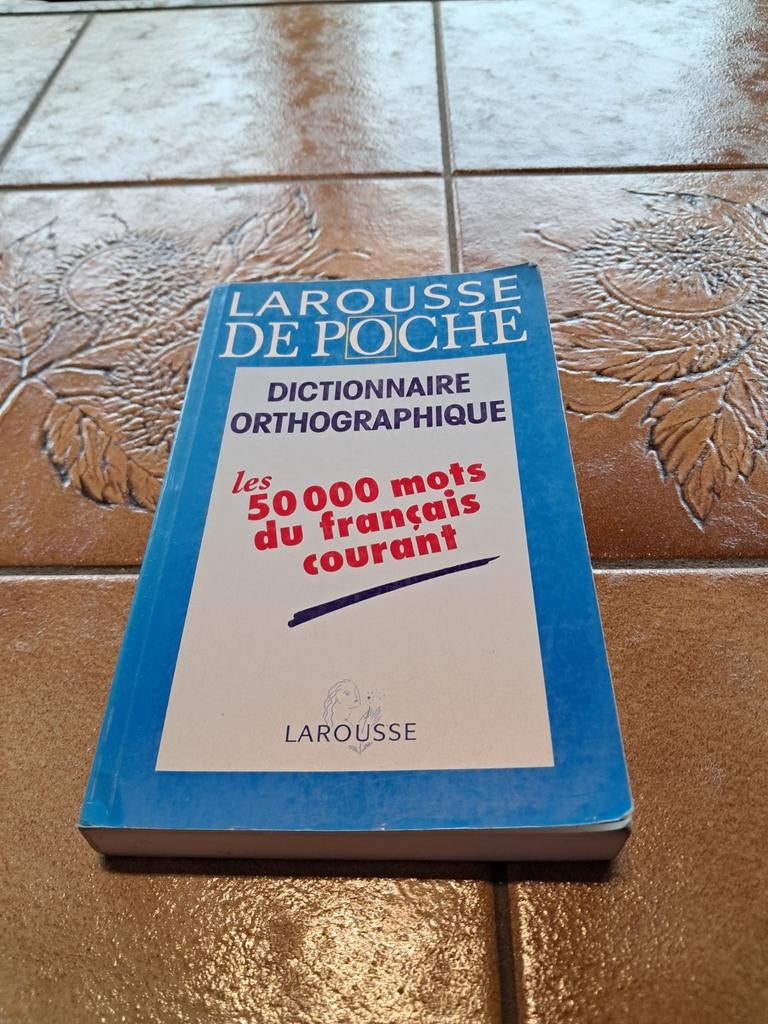 LAROUSSE
DE POCHE
DICTIONNAIRE
ORTHOGRAPHIQUE
les
50 000 mots
du français
courant
LAROUSSE